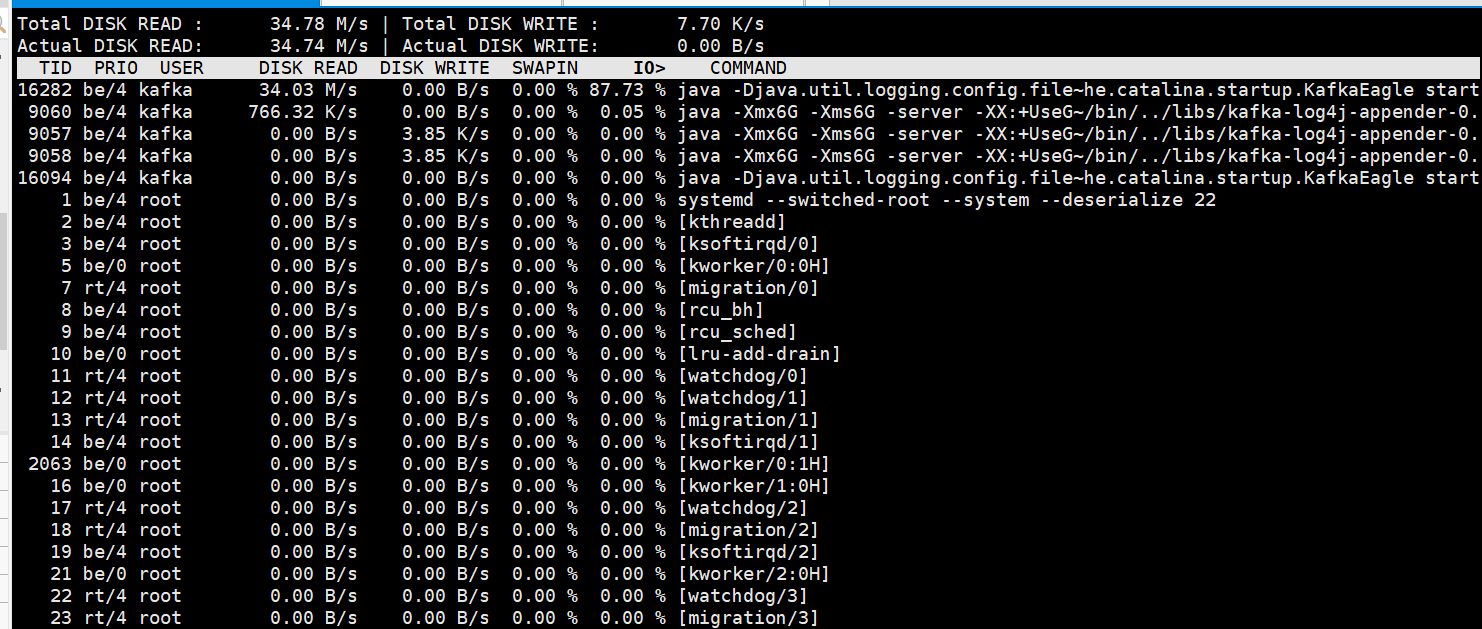 Total DISK READ :      34.78 M/s | Total DISK WRITE :       7.70 K/s
Actual DISK READ:      34.74 M/s | Actual DISK WRITE:       0.00 B/s
  TID  PRIO  USER     DISK READ  DISK WRITE  SWAPIN     IO>    COMMAND
16282 be/4 kafka      34.03 M/s    0.00 B/s  0.00 % 87.73 % java -Djava.util.logging.config.file~he.catalina.startup.KafkaEagle start
 9060 be/4 kafka     766.32 K/s    0.00 B/s  0.00 %  0.05 % java -Xmx6G -Xms6G -server -XX:+UseG~/bin/../libs/kafka-log4j-appender-0.
 9057 be/4 kafka       0.00 B/s    3.85 K/s  0.00 %  0.00 % java -Xmx6G -Xms6G -server -XX:+UseG~/bin/../libs/kafka-log4j-appender-0.
 9058 be/4 kafka       0.00 B/s    3.85 K/s  0.00 %  0.00 % java -Xmx6G -Xms6G -server -XX:+UseG~/bin/../libs/kafka-log4j-appender-0.
16094 be/4 kafka       0.00 B/s    0.00 B/s  0.00 %  0.00 % java -Djava.util.logging.config.file~he.catalina.startup.KafkaEagle start
    1 be/4 root        0.00 B/s    0.00 B/s  0.00 %  0.00 % systemd --switched-root --system --deserialize 22
    2 be/4 root        0.00 B/s    0.00 B/s  0.00 %  0.00 % [kthreadd]
    3 be/4 root        0.00 B/s    0.00 B/s  0.00 %  0.00 % [ksoftirqd/0]
    5 be/0 root        0.00 B/s    0.00 B/s  0.00 %  0.00 % [kworker/0:0H]
    7 rt/4 root        0.00 B/s    0.00 B/s  0.00 %  0.00 % [migration/0]
    8 be/4 root        0.00 B/s    0.00 B/s  0.00 %  0.00 % [rcu_bh]
    9 be/4 root        0.00 B/s    0.00 B/s  0.00 %  0.00 % [rcu_sched]
   10 be/0 root        0.00 B/s    0.00 B/s  0.00 %  0.00 % [lru-add-drain]
   11 rt/4 root        0.00 B/s    0.00 B/s  0.00 %  0.00 % [watchdog/0]
   12 rt/4 root        0.00 B/s    0.00 B/s  0.00 %  0.00 % [watchdog/1]
   13 rt/4 root        0.00 B/s    0.00 B/s  0.00 %  0.00 % [migration/1]
   14 be/4 root        0.00 B/s    0.00 B/s  0.00 %  0.00 % [ksoftirqd/1]
 2063 be/0 root        0.00 B/s    0.00 B/s  0.00 %  0.00 % [kworker/0:1H]
   16 be/0 root        0.00 B/s    0.00 B/s  0.00 %  0.00 % [kworker/1:0H]
   17 rt/4 root        0.00 B/s    0.00 B/s  0.00 %  0.00 % [watchdog/2]
   18 rt/4 root        0.00 B/s    0.00 B/s  0.00 %  0.00 % [migration/2]
   19 be/4 root        0.00 B/s    0.00 B/s  0.00 %  0.00 % [ksoftirqd/2]
   21 be/0 root        0.00 B/s    0.00 B/s  0.00 %  0.00 % [kworker/2:0H]
   22 rt/4 root        0.00 B/s    0.00 B/s  0.00 %  0.00 % [watchdog/3]
   23 rt/4 root        0.00 B/s    0.00 B/s  0.00 %  0.00 % [migration/3]